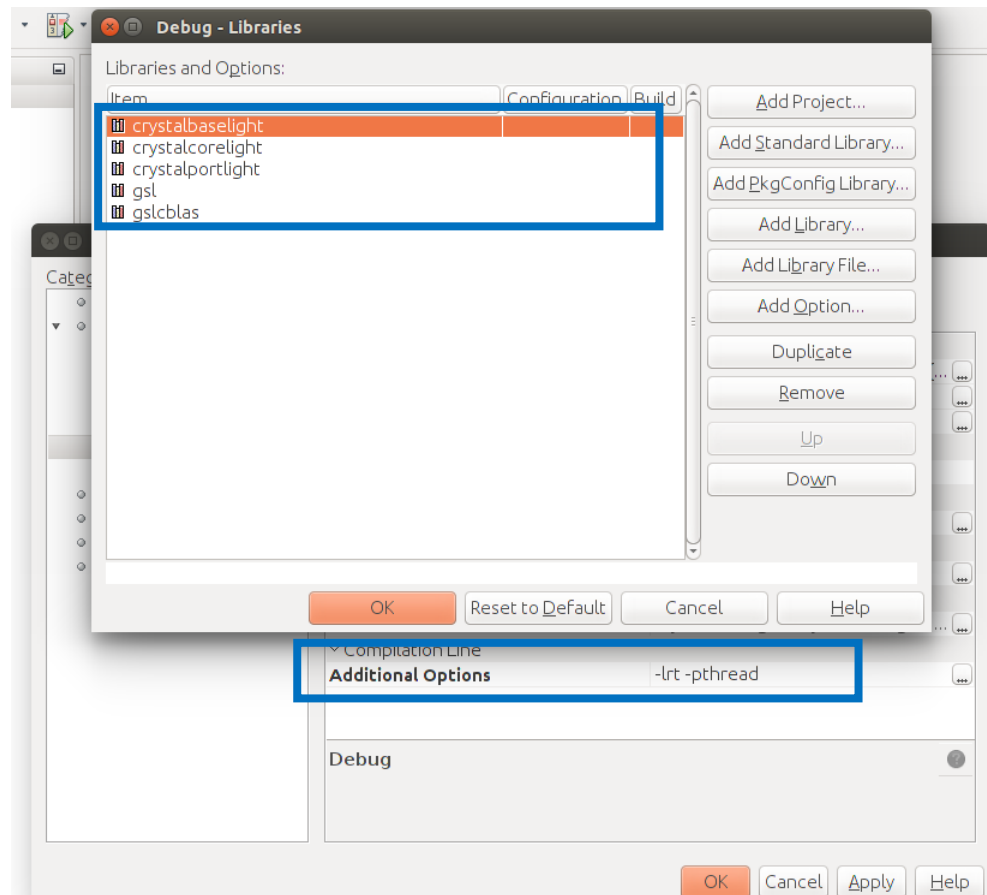 Debug - Libraries
Libraries and Options:
Item Configuration Build
crystalbaselight
crystalcorelight
crystalportlight
gsl
gslcblas
Add Project...
Add Standard Library...
Add PkgConfig Library...
Add Library...
Add Library File...
Add Option...
Duplicate
Remove
Up
Down
OK Reset to Default Cancel Help
Compilation Line
Additional Options -lrt -pthread
Debug
OK Cancel Apply Help